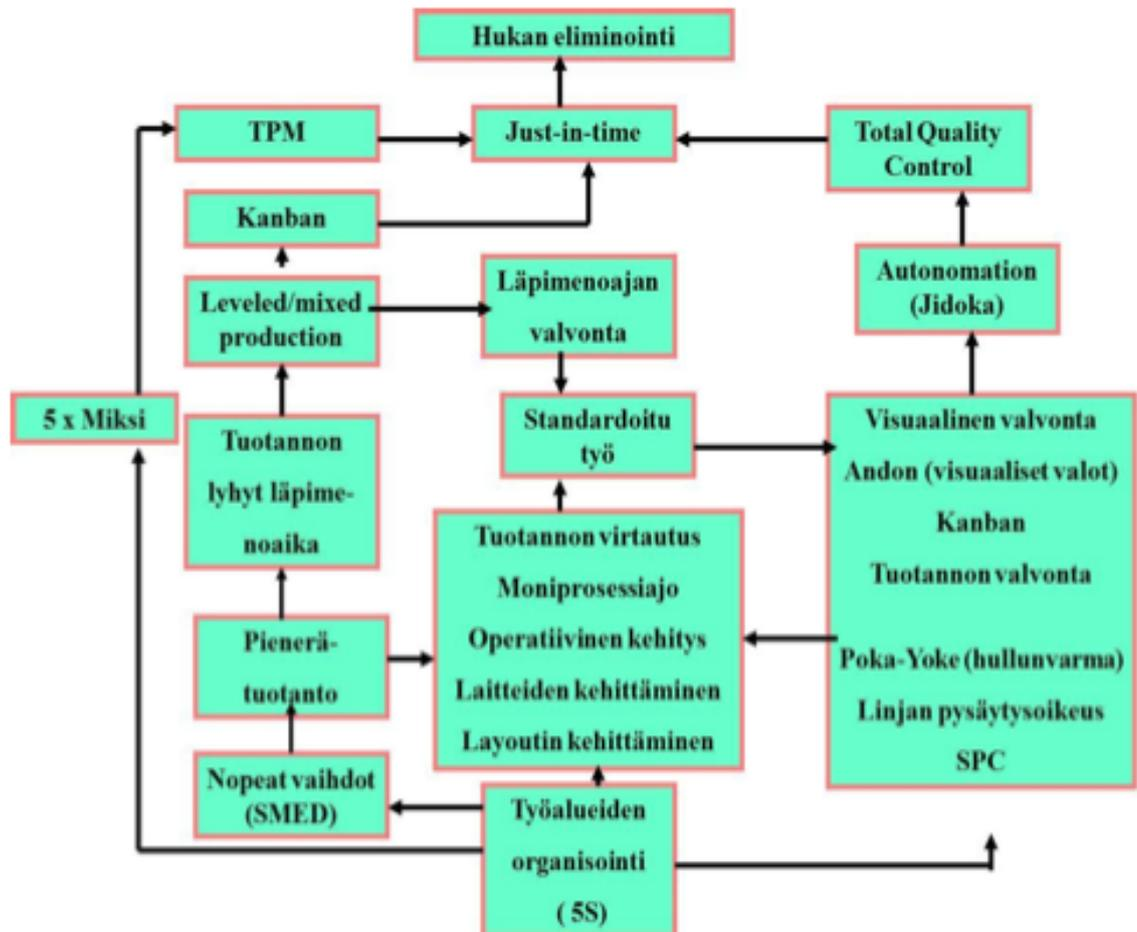 Hukan eliminointi
TPM
Just-in-time
Total Quality
Control
Kanban
Autonomation
(Jidoka)
Leveled/mixed
production
Läpimenoajan
valvonta
5 x Miksi
Tuotannon
lyhyt läpime-
noaika
Standardoitu
työ
Visuaalinen valvonta
Andon (visuaaliset valot)
Kanban
Tuotannon valvonta
Poka-Yoke (hullunvarma)
Linjan pysäytysoikeus
SPC
Tuotannon virtautus
Moniprosessiajo
Operatiivinen kehitys
Laitteiden kehittäminen
Layoutin kehittäminen
Pienerä-
tuotanto
Nopeat vaihdot
(SMED)
Työalueiden
organisointi
( 5S)